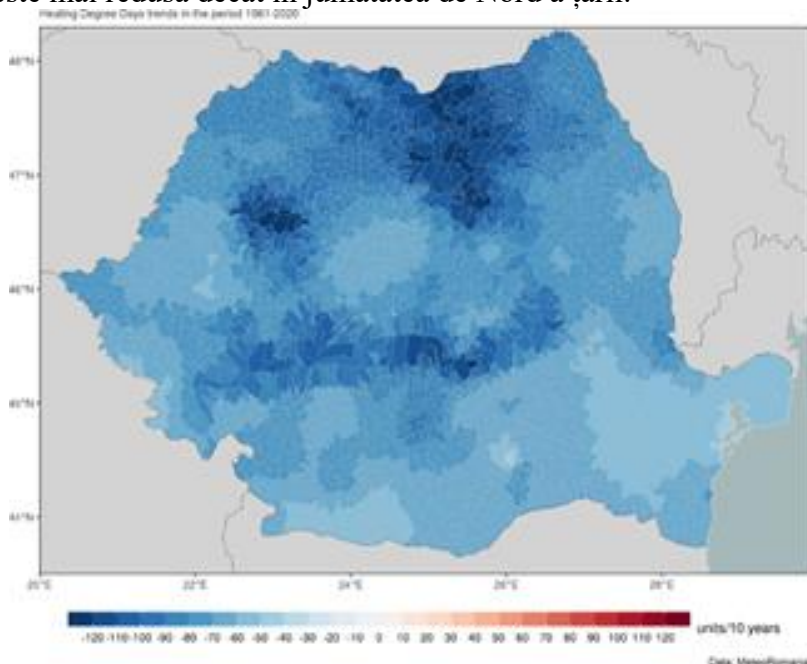 este mai redusă decât în jumătatea de Nord a țării.
Heating Degree Days trends in the period 1961-2020
48°N
47°N
46°N
45°N
44°N
20°E 22°E 24°E 26°E 28°E
-120 -110 -100 -90 -80 -70 -60 -50 -40 -30 -20 -10 0 10 20 30 40 50 60 70 80 90 100 110 120
units/10 years
Data: